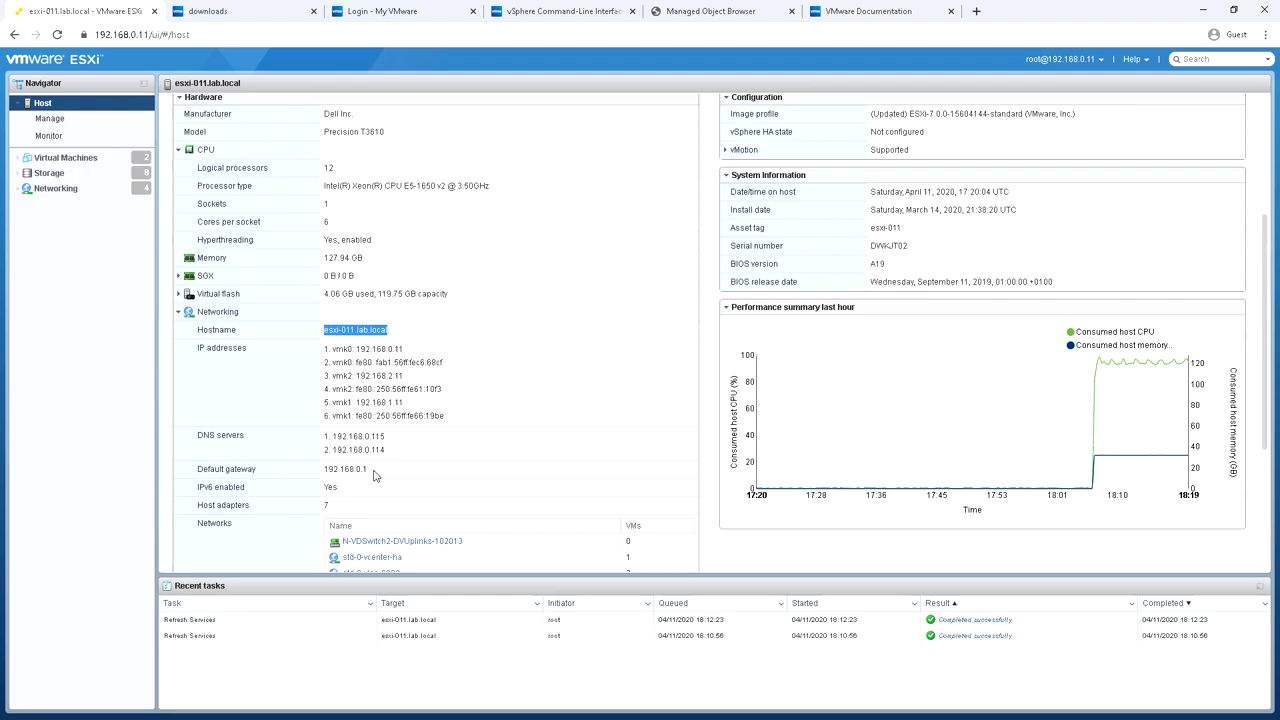 esxi-011.lab.local - VMware ESXi
downloads
Login - My VMware
vSphere Command-Line Interfac
Managed Object Browser
VMware Documentation
192.168.0.11/ui/#/host
Guest
vmware ESXi
root@192.168.0.11
Help
Search
Navigator
Host
Manage
Monitor
Virtual Machines 2
Storage 8
Networking 4
esxi-011.lab.local
Hardware
Manufacturer Dell Inc.
Model Precision T3610
CPU
Logical processors 12
Processor type Intel(R) Xeon(R) CPU E5-1650 v2 @ 3.50GHz
Sockets 1
Cores per socket 6
Hyperthreading Yes, enabled
Memory 127.94 GB
SGX 0 B / 0 B
Virtual flash 4.06 GB used, 119.75 GB capacity
Networking
Hostname esxi-011.lab.local
IP addresses
1. vmk0: 192.168.0.11
2. vmk0: fe80::fab1:56ff:fec6:68cf
3. vmk2: 192.168.2.11
4. vmk2: fe80::250:56ff:fe61:10f3
5. vmk1: 192.168.1.11
6. vmk1: fe80::250:56ff:fe66:19be
DNS servers
1. 192.168.0.115
2. 192.168.0.114
Default gateway 192.168.0.1
IPv6 enabled Yes
Host adapters 7
Networks
Name VMs
N-VDSwitch2-DVUplinks-102013 0
std-0-vcenter-ha 1
Configuration
Image profile (Updated) ESXi-7.0.0-15604144-standard (VMware, Inc.)
vSphere HA state Not configured
vMotion Supported
System Information
Date/time on host Saturday, April 11, 2020, 17:20:04 UTC
Install date Saturday, March 14, 2020, 21:38:20 UTC
Asset tag esxi-011
Serial number DWKJT02
BIOS version A19
BIOS release date Wednesday, September 11, 2019, 01:00:00 +0100
Performance summary last hour
Consumed host CPU
Consumed host memory...
Consumed host CPU (%)
100
80
60
40
20
0
120
100
80
60
40
20
0
Consumed host memory (GB)
17:20 17:28 17:36 17:45 17:53 18:01 18:10 18:19
Time
Recent tasks
Task Target Initiator Queued Started Result Completed
Refresh Services esxi-011.lab.local root 04/11/2020 18:12:23 04/11/2020 18:12:23 Completed successfully 04/11/2020 18:12:23
Refresh Services esxi-011.lab.local root 04/11/2020 18:10:56 04/11/2020 18:10:56 Completed successfully 04/11/2020 18:10:56